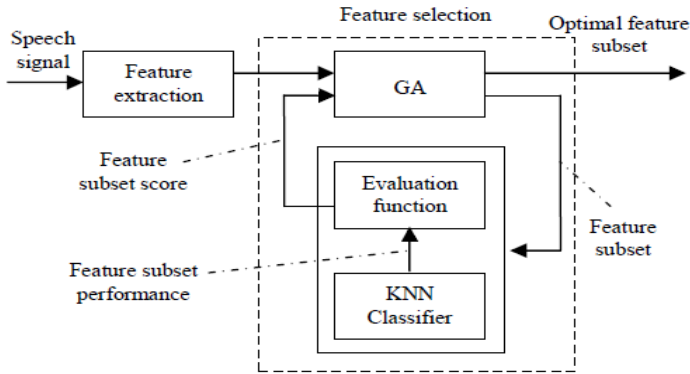 Feature selection
Optimal feature
subset
Speech
signal
Feature
extraction
GA
Feature
subset score
Evaluation
function
Feature
subset
Feature subset
performance
KNN
Classifier